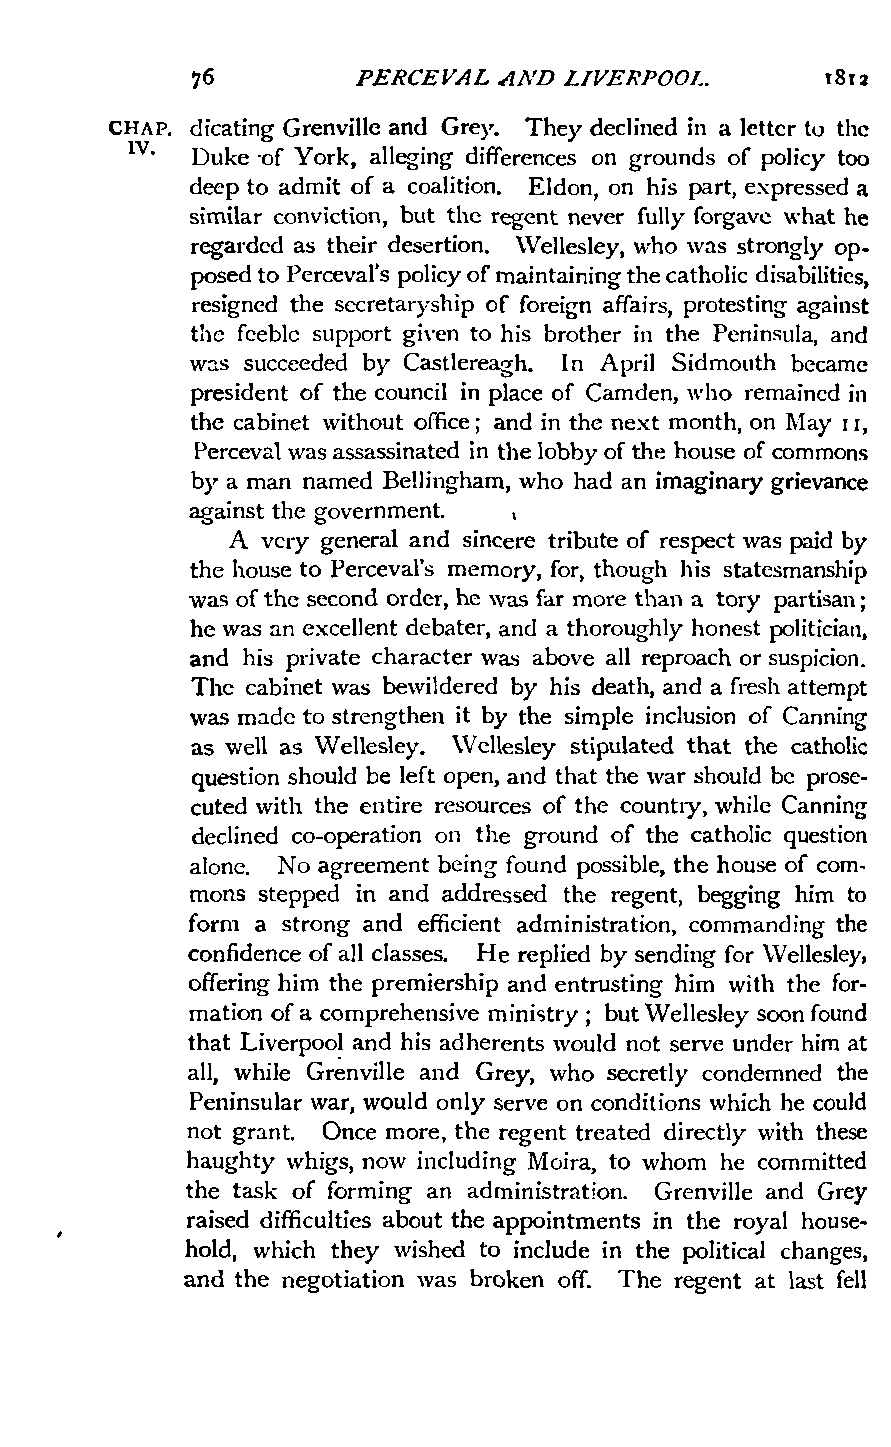 76 PERCEVAL AND LIVERPOOL. 1812
CHAP. dicating Grenville and Grey. They declined in a letter to the
IV. Duke of York, alleging differences on grounds of policy too
deep to admit of a coalition. Eldon, on his part, expressed a
similar conviction, but the regent never fully forgave what he
regarded as their desertion. Wellesley, who was strongly op-
posed to Perceval's policy of maintaining the catholic disabilities,
resigned the secretaryship of foreign affairs, protesting against
the feeble support given to his brother in the Peninsula, and
was succeeded by Castlereagh. In April Sidmouth became
president of the council in place of Camden, who remained in
the cabinet without office; and in the next month, on May 11,
Perceval was assassinated in the lobby of the house of commons
by a man named Bellingham, who had an imaginary grievance
against the government.
A very general and sincere tribute of respect was paid by
the house to Perceval's memory, for, though his statesmanship
was of the second order, he was far more than a tory partisan;
he was an excellent debater, and a thoroughly honest politician,
and his private character was above all reproach or suspicion.
The cabinet was bewildered by his death, and a fresh attempt
was made to strengthen it by the simple inclusion of Canning
as well as Wellesley. Wellesley stipulated that the catholic
question should be left open, and that the war should be prose-
cuted with the entire resources of the country, while Canning
declined co-operation on the ground of the catholic question
alone. No agreement being found possible, the house of com-
mons stepped in and addressed the regent, begging him to
form a strong and efficient administration, commanding the
confidence of all classes. He replied by sending for Wellesley,
offering him the premiership and entrusting him with the for-
mation of a comprehensive ministry; but Wellesley soon found
that Liverpool and his adherents would not serve under him at
all, while Grenville and Grey, who secretly condemned the
Peninsular war, would only serve on conditions which he could
not grant. Once more, the regent treated directly with these
haughty whigs, now including Moira, to whom he committed
the task of forming an administration. Grenville and Grey
raised difficulties about the appointments in the royal house-
hold, which they wished to include in the political changes,
and the negotiation was broken off. The regent at last fell